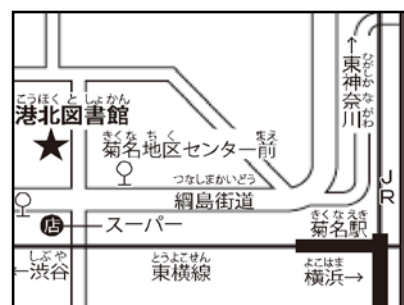 こうほく と しょ かん
港北図書館
きく な ち く まえ
菊名地区センター前
つなしまかいどう
綱島街道
店
スーパー
しぶ や
←渋谷
とうよこせん
東横線
よこはま
横浜→
きく な えき
菊名駅
JR
ひがしか な がわ
←東神奈川